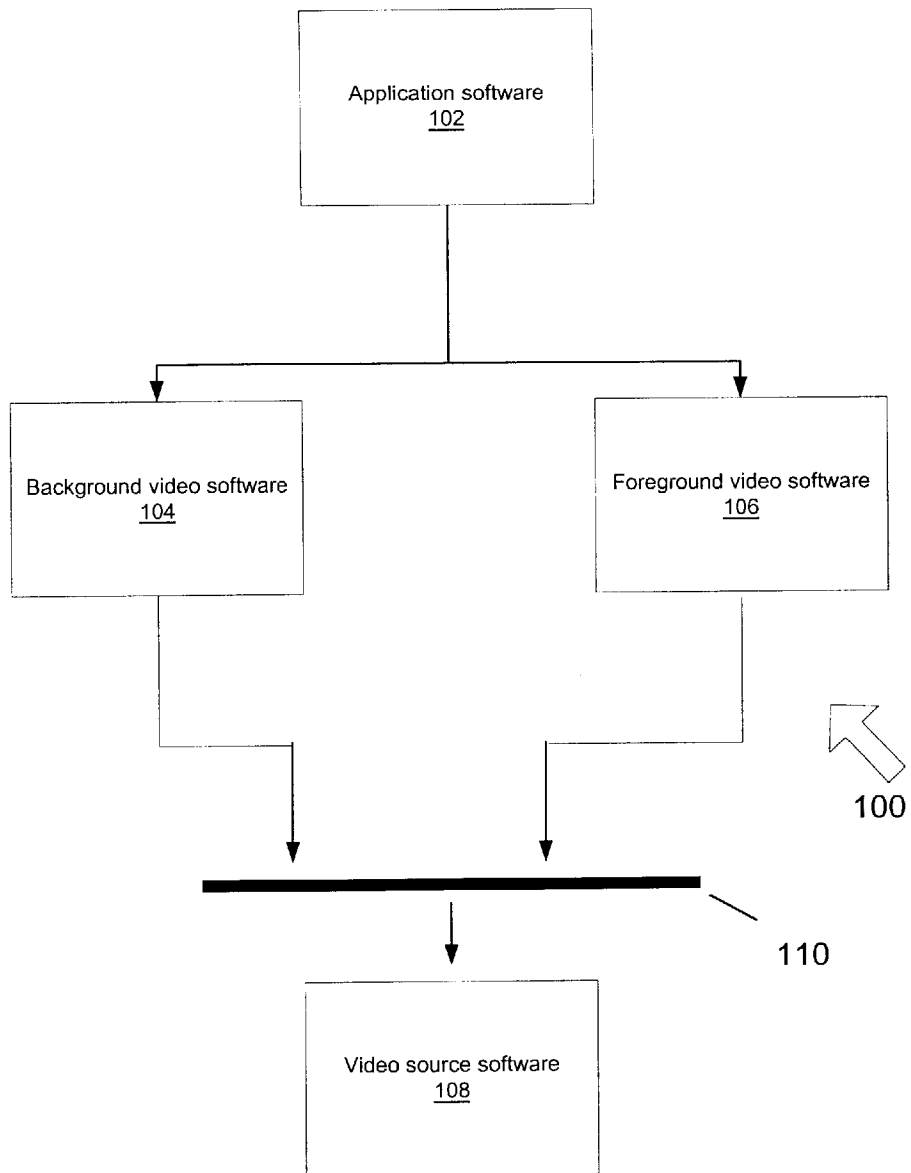 Application software
102
Background video software
104
Foreground video software
106
100
110
Video source software
108